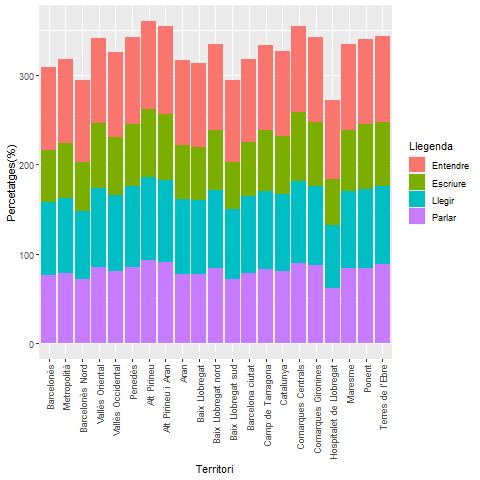 Percetatges(%)
300
200
100
0
Barcelonès
Metropolità
Barcelonès Nord
Vallès Oriental
Vallès Occidental
Penedès
Alt Pirineu
Alt Pirineu i Aran
Aran
Baix Llobregat
Baix Llobregat nord
Baix Llobregat sud
Barcelona ciutat
Camp de Tarragona
Catalunya
Comarques Centrals
Comarques Gironines
Hospitalet de Llobregat
Maresme
Ponent
Terres de l'Ebre
Territori
Llegenda
Entendre
Escriure
Llegir
Parlar